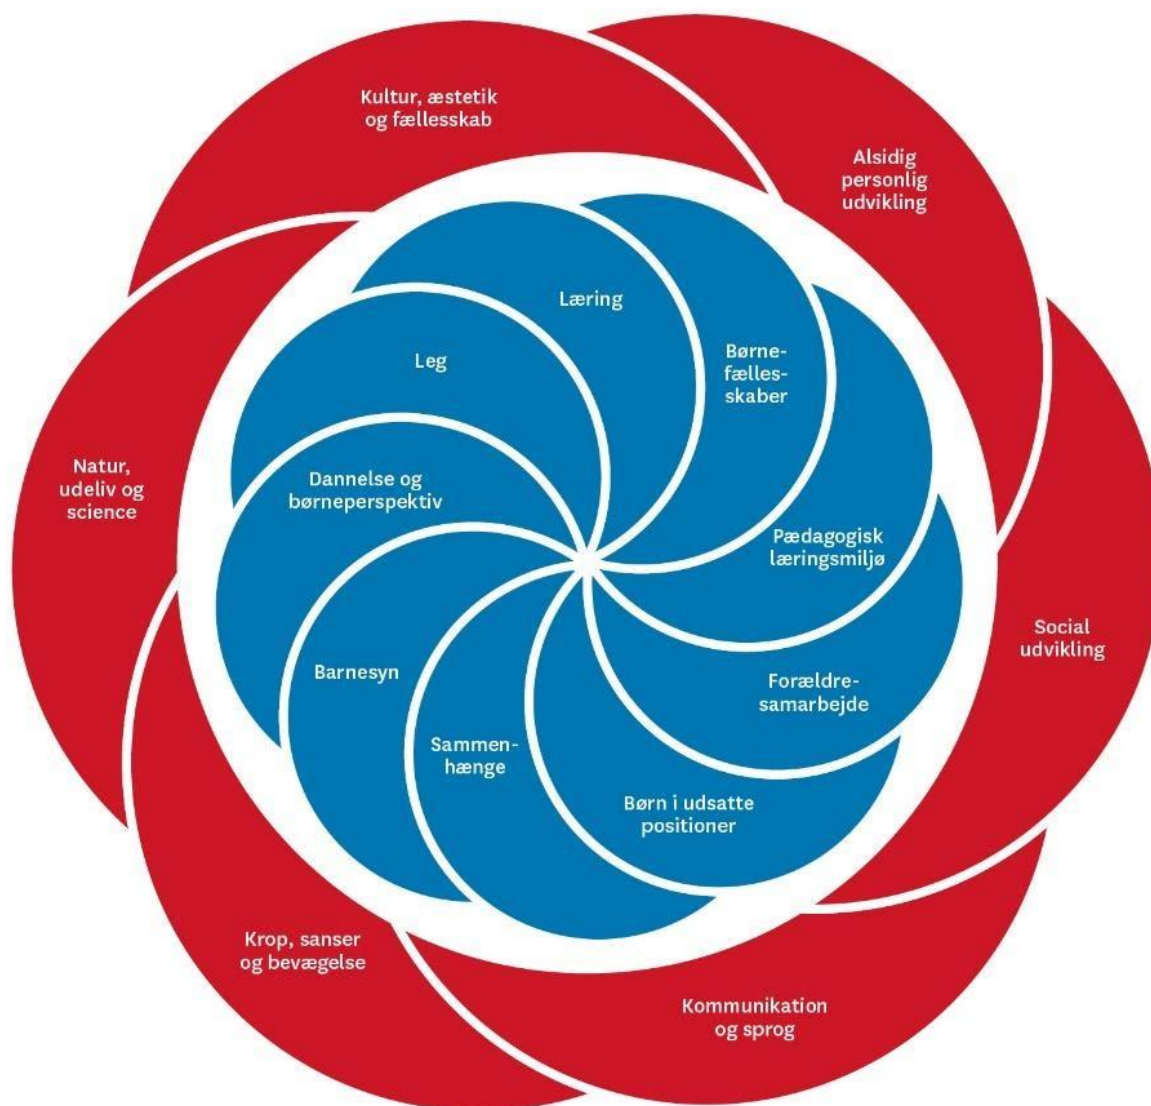 Kultur, æstetik
og fællesskab
Alsidig
personlig
udvikling
Læring
Børne-
fælles-
skaber
Leg
Natur,
udeliv og
science
Dannelse og
børneperspektiv
Pædagogisk
læringsmiljø
Social
udvikling
Barnesyn
Forældre-
samarbejde
Sammen-
hænge
Børn i udsatte
positioner
Krop, sanser
og bevægelse
Kommunikation
og sprog